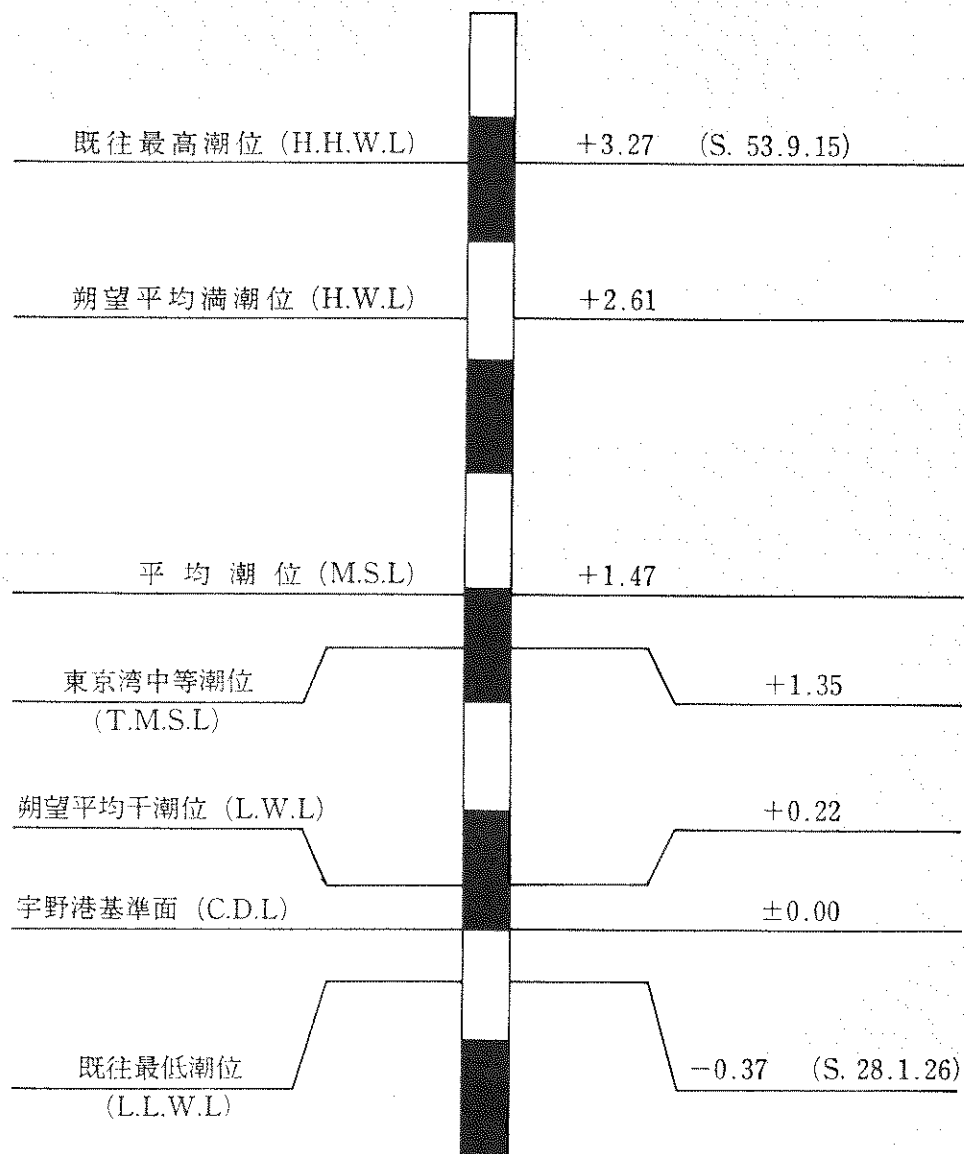 既往最高潮位 (H.H.W.L) +3.27 (S. 53.9.15)
朔望平均満潮位 (H.W.L) +2.61
平均潮位 (M.S.L) +1.47
東京湾中等潮位 +1.35
(T.M.S.L)
朔望平均干潮位 (L.W.L) +0.22
宇野港基準面 (C.D.L) ±0.00
既往最低潮位 −0.37 (S. 28.1.26)
(L.L.W.L)